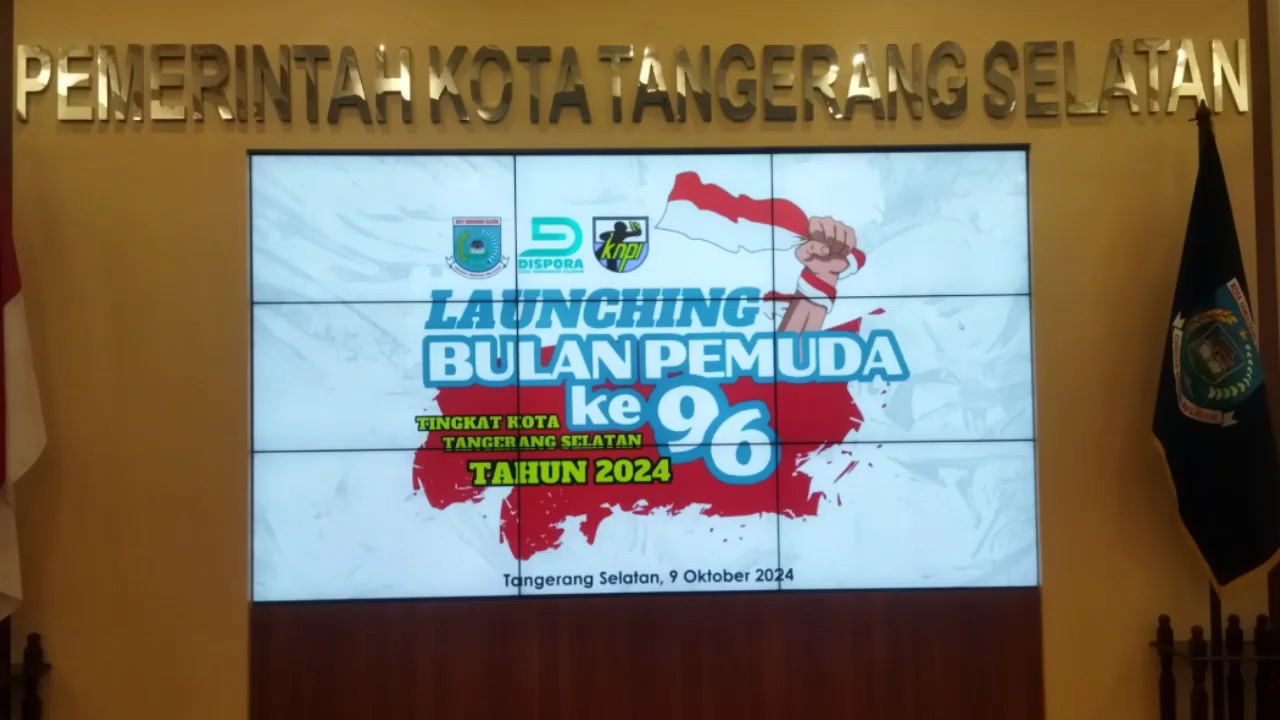 PEMERINTAH KOTA TANGERANG SELATAN
DISPORA
knpi
LAUNCHING
BULAN PEMUDA
ke 96
TINGKAT KOTA
TANGERANG SELATAN
TAHUN 2024
Tangerang Selatan, 9 Oktober 2024